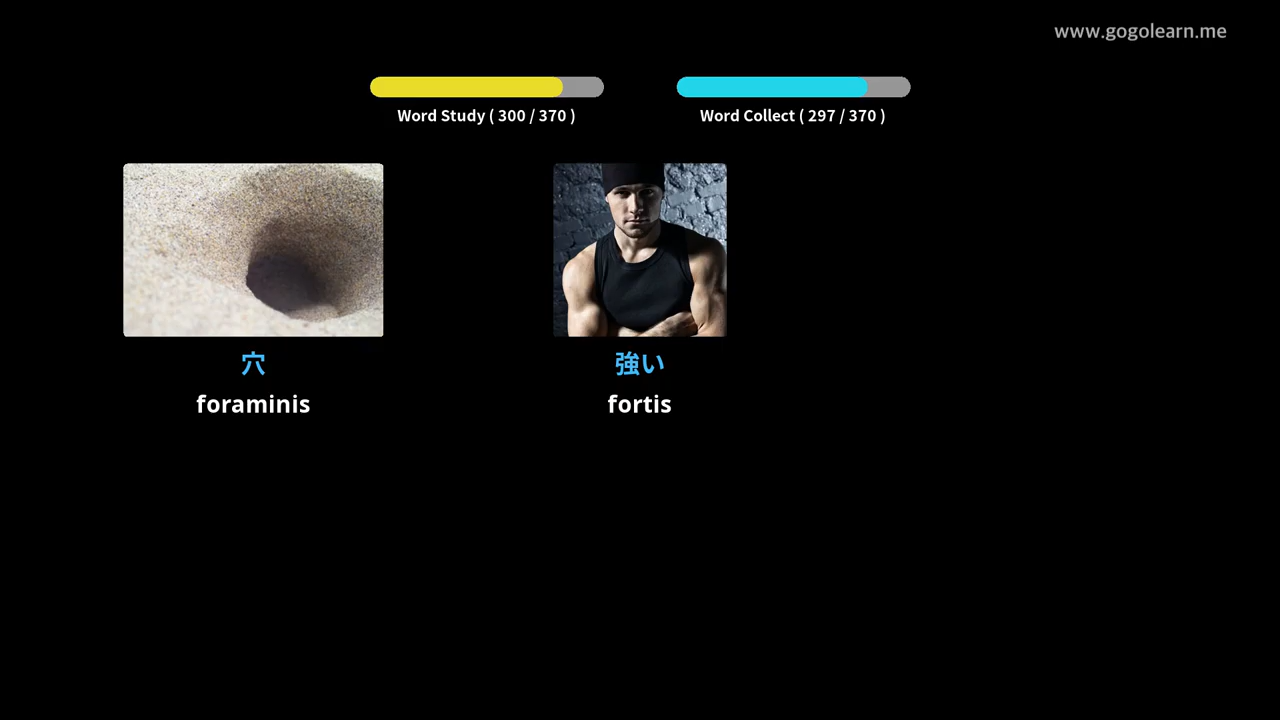 www.gogolearn.me
Word Study ( 300 / 370 )
Word Collect ( 297 / 370 )
穴
foraminis
強い
fortis